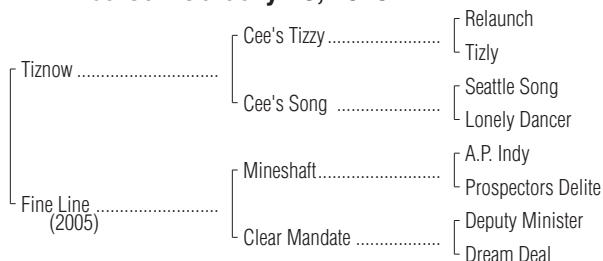 Relaunch
Cee's Tizzy ........................
Tizly
Tiznow ..............................
Seattle Song
Cee's Song ......................
Lonely Dancer
A.P. Indy
Mineshaft.........................
Prospectors Delite
Fine Line ..........................
(2005)
Deputy Minister
Clear Mandate .................
Dream Deal